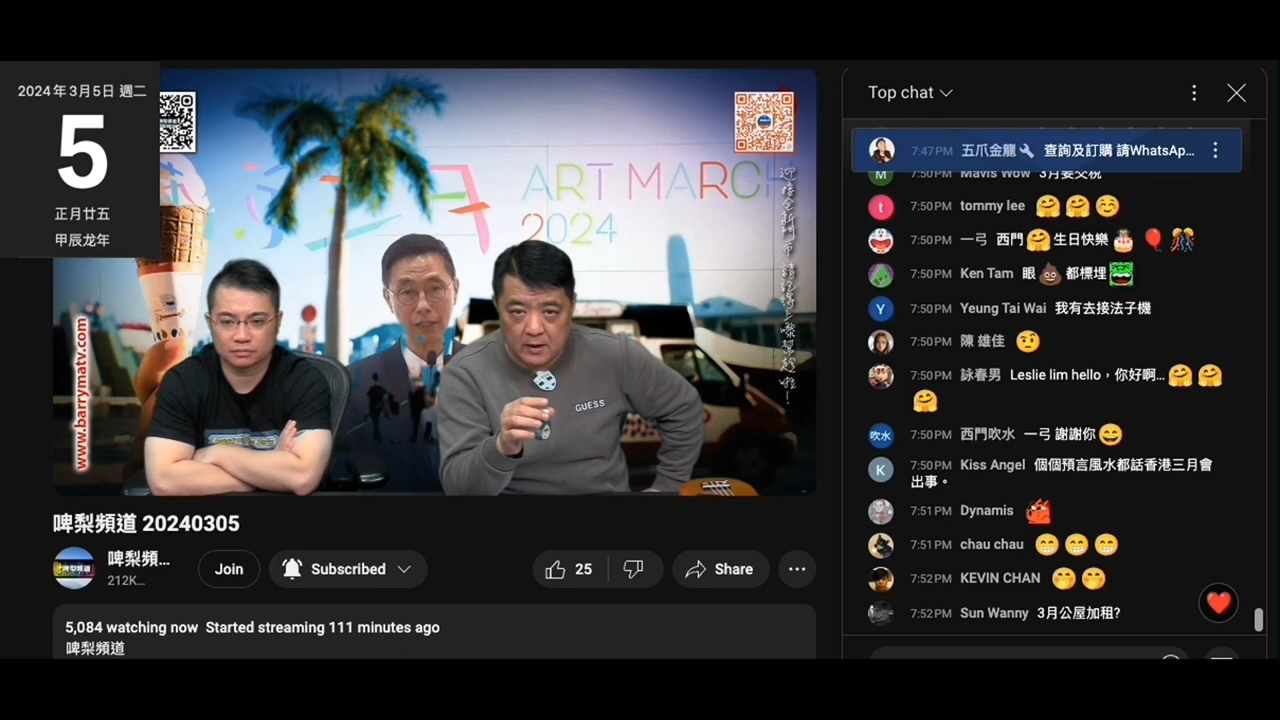 2024年3月5日 週二
5
正月廿五
甲辰龙年
ART MARCH
2024
GUESS
www.barrymatv.com
啤梨頻道 20240305
啤梨頻...
212K...
Join
Subscribed
25
Share
5,084 watching now Started streaming 111 minutes ago
啤梨頻道
Top chat
7:47PM 五爪金龍 查詢及訂購 請WhatsAp...
M 7:50PM Mavis Wow 3月要交稅
t 7:50PM tommy lee 🤗🤗☺️
7:50PM 一弓 西門🤗生日快樂🎂🎈🎊
7:50PM Ken Tam 眼💩都標埋
Y 7:50PM Yeung Tai Wai 我有去接法子機
7:50PM 陳 雄佳 🤨
7:50PM 詠春男 Leslie lim hello，你好啊...🤗🤗
🤗
吹水 7:50PM 西門吹水 一弓 謝謝你😄
K 7:50PM Kiss Angel 個個預言風水都話香港三月會
出事。
7:51PM Dynamis
7:51PM chau chau 😁😁😁
7:52PM KEVIN CHAN 🤭🤭
7:52PM Sun Wanny 3月公屋加租?